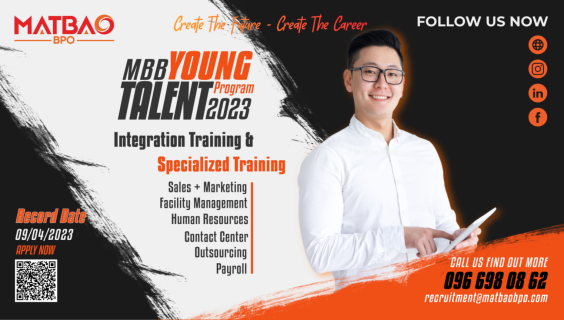 MATBAO
BPO
Create The Future - Create The Career
FOLLOW US NOW
MBB YOUNG
Program
TALENT 2023
Integration Training &
Specialized Training
Sales + Marketing
Facility Management
Human Resources
Contact Center
Outsourcing
Payroll
Record Date
09/04/2023
APPLY NOW
CALL US FIND OUT MORE
096 698 08 62
recruitment@matbaobpo.com